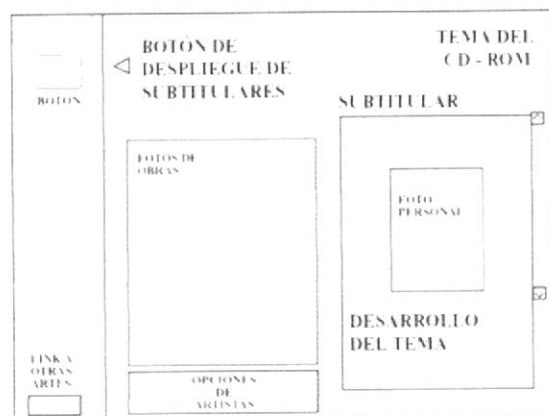 BOTÓN
BOTÓN DE
DESPLIEGUE DE
SUBTITULARES
TEMA DEL
CD - ROM
SUBTITULAR
FOTOS DE
OBRAS
FOTO
PERSONAL
DESARROLLO
DEL TEMA
LINK A
OTRAS
ARTES
OPCIONES
DE
ARTISTAS